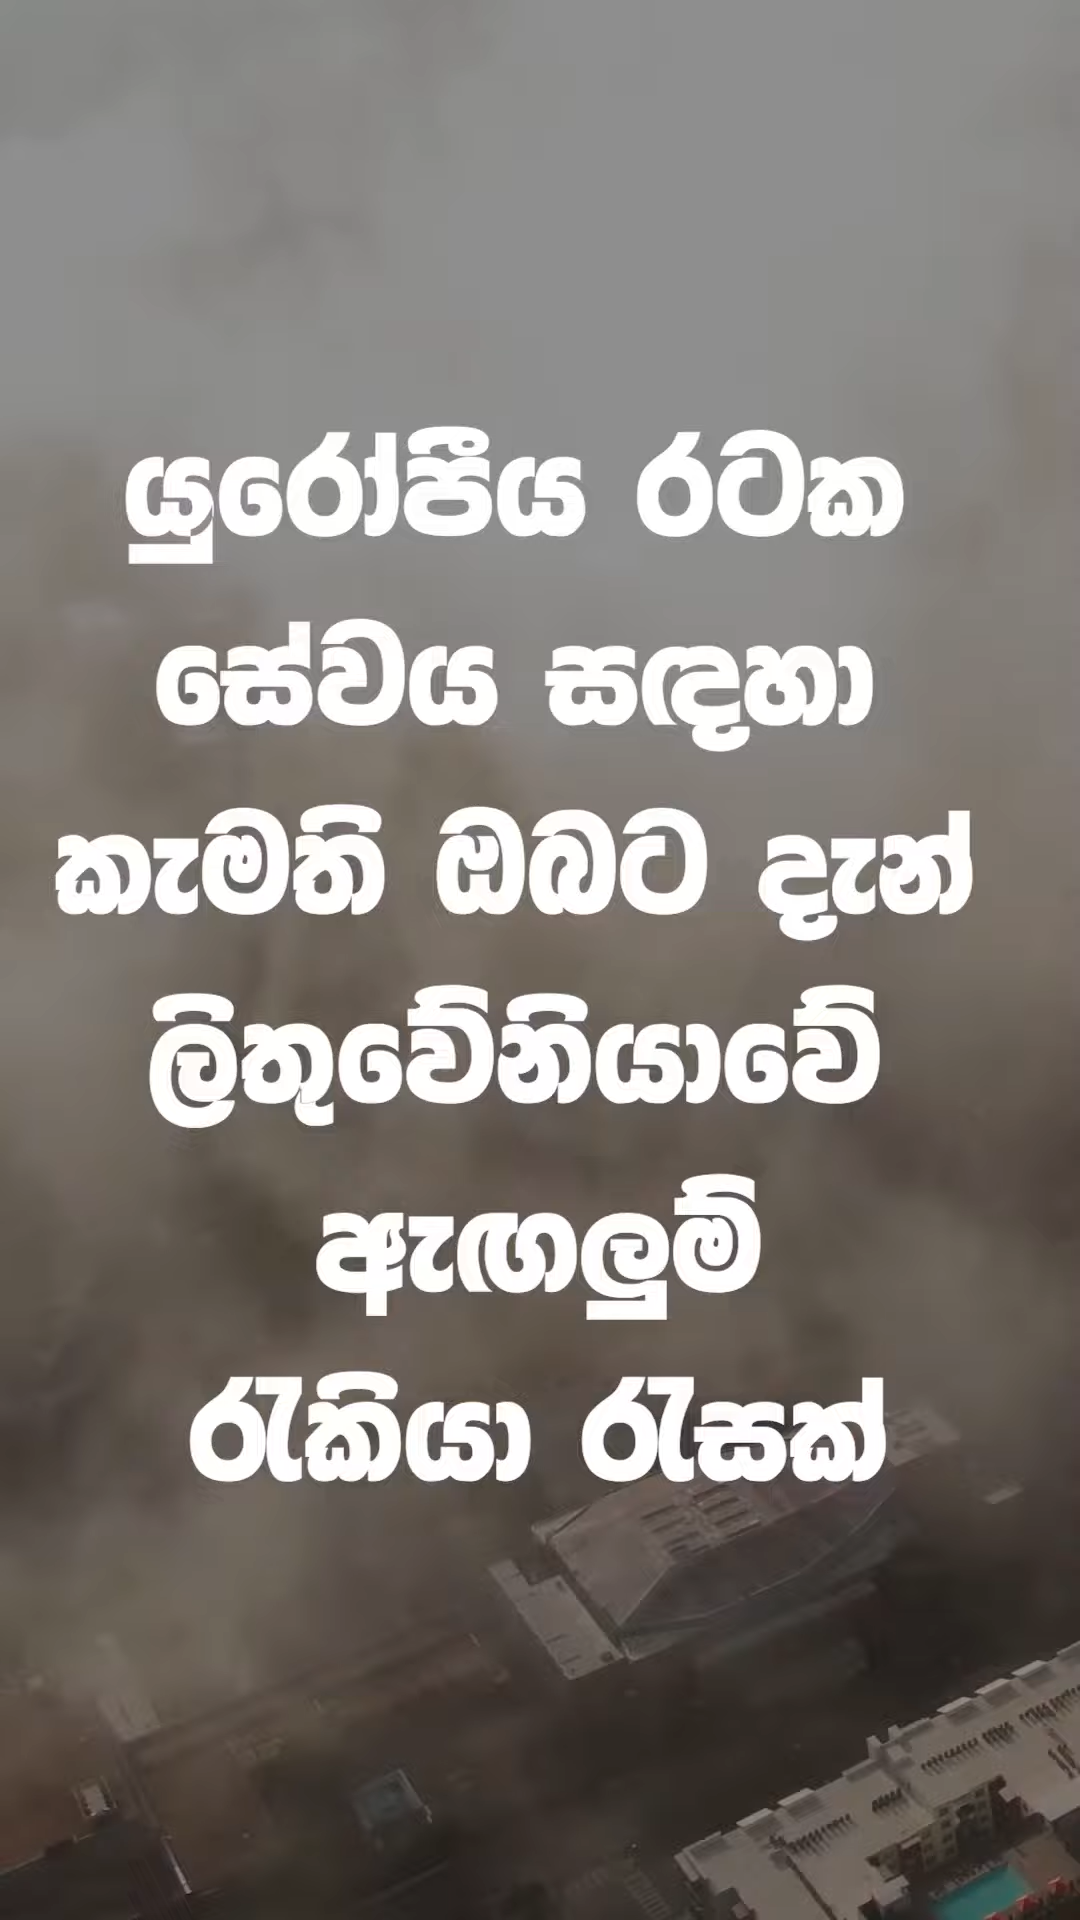 යුරෝපීය රටක
සේවය සඳහා
කැමති ඔබට දැන්
ලිතුවේනියාවේ
ඇඟලුම්
රැකියා රැසක්